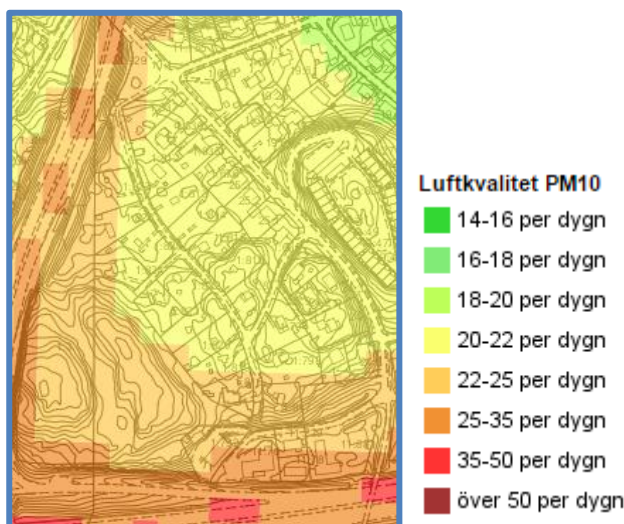 Luftkvalitet PM10
14-16 per dygn
16-18 per dygn
18-20 per dygn
20-22 per dygn
22-25 per dygn
25-35 per dygn
35-50 per dygn
över 50 per dygn